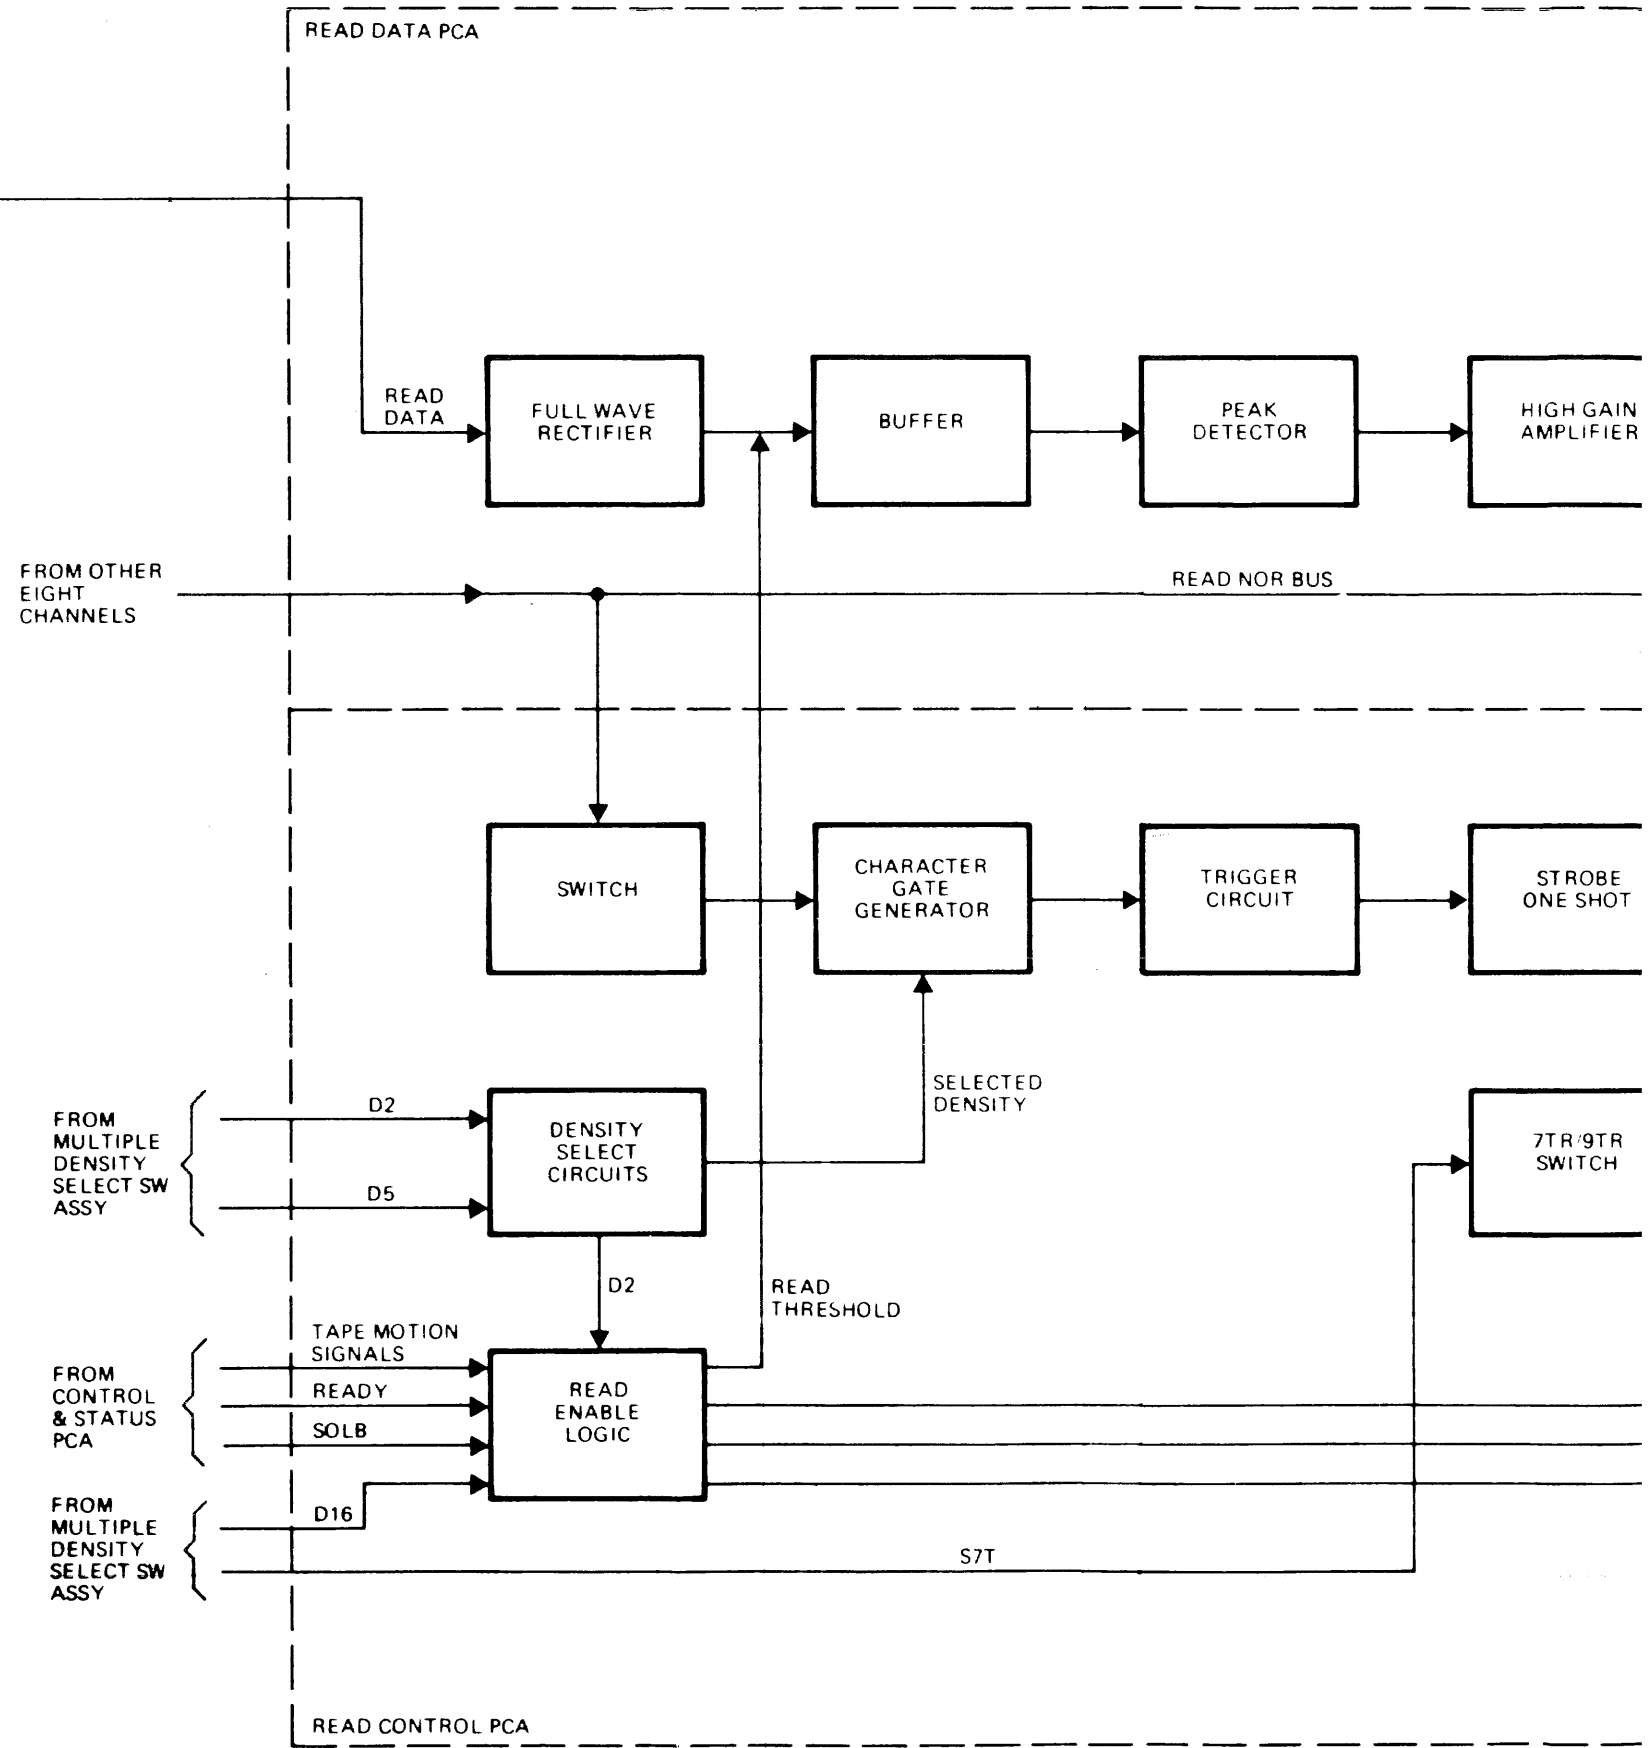 READ DATA PCA
READ
DATA
FULL WAVE
RECTIFIER
BUFFER
PEAK
DETECTOR
HIGH GAIN
AMPLIFIER
FROM OTHER
EIGHT
CHANNELS
READ NOR BUS
SWITCH
CHARACTER
GATE
GENERATOR
TRIGGER
CIRCUIT
STROBE
ONE SHOT
SELECTED
DENSITY
FROM
MULTIPLE
DENSITY
SELECT SW
ASSY
D2
D5
DENSITY
SELECT
CIRCUITS
7TR/9TR
SWITCH
D2
READ
THRESHOLD
FROM
CONTROL
& STATUS
PCA
TAPE MOTION
SIGNALS
READY
SOLB
READ
ENABLE
LOGIC
FROM
MULTIPLE
DENSITY
SELECT SW
ASSY
D16
S7T
READ CONTROL PCA